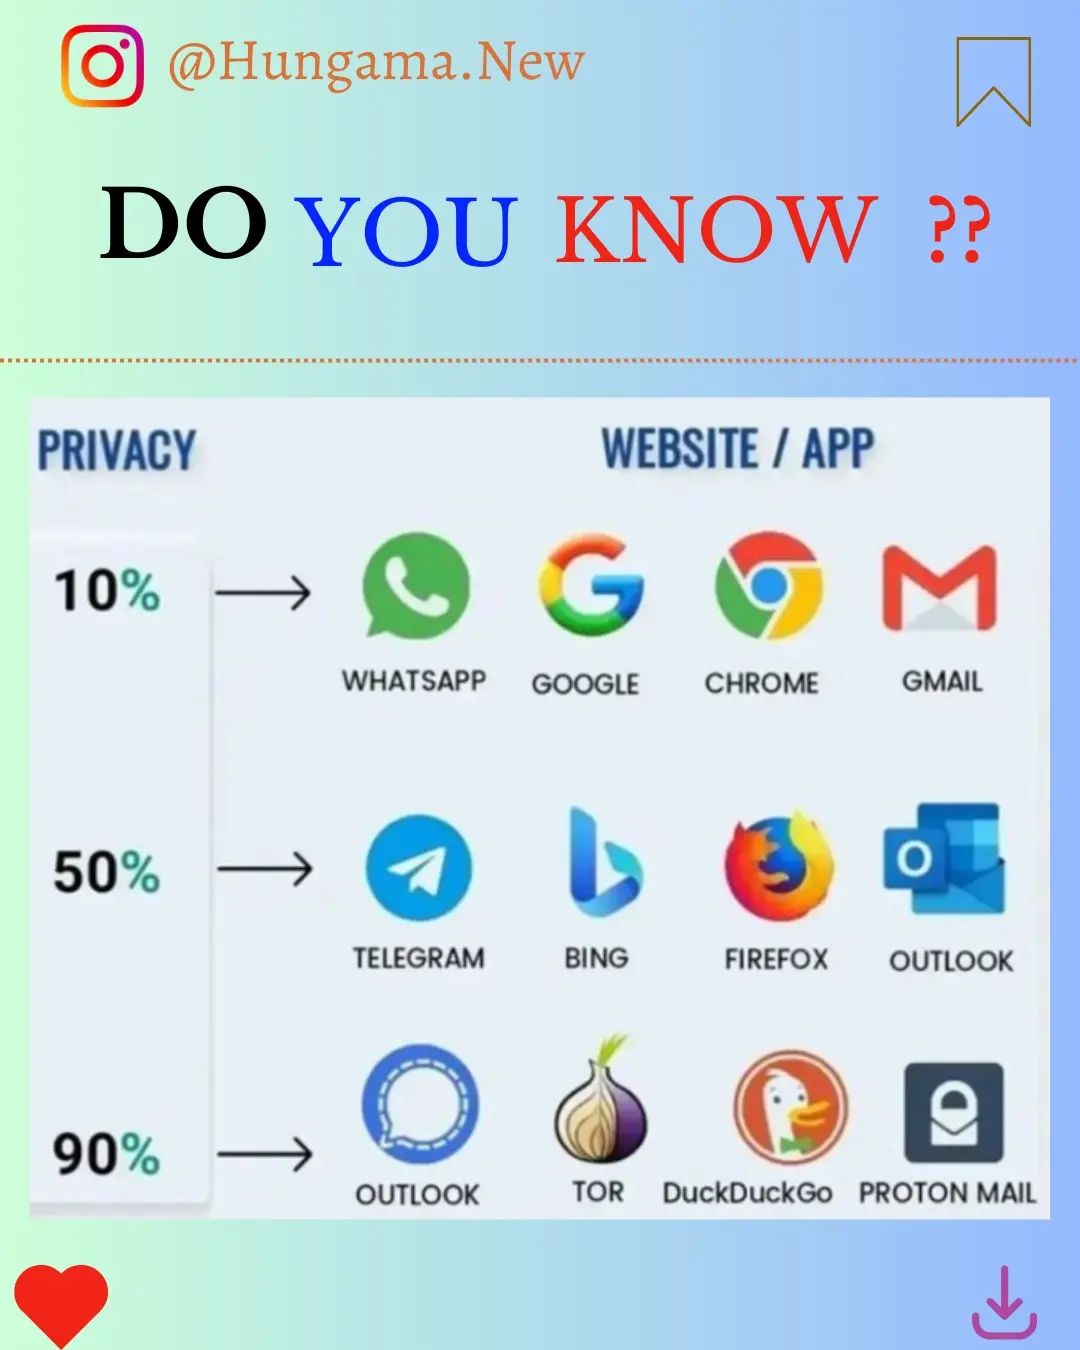 @Hungama.New
DO YOU KNOW ??
PRIVACY WEBSITE / APP
10%
WHATSAPP GOOGLE CHROME GMAIL
50%
TELEGRAM BING FIREFOX OUTLOOK
90%
OUTLOOK TOR DuckDuckGo PROTON MAIL